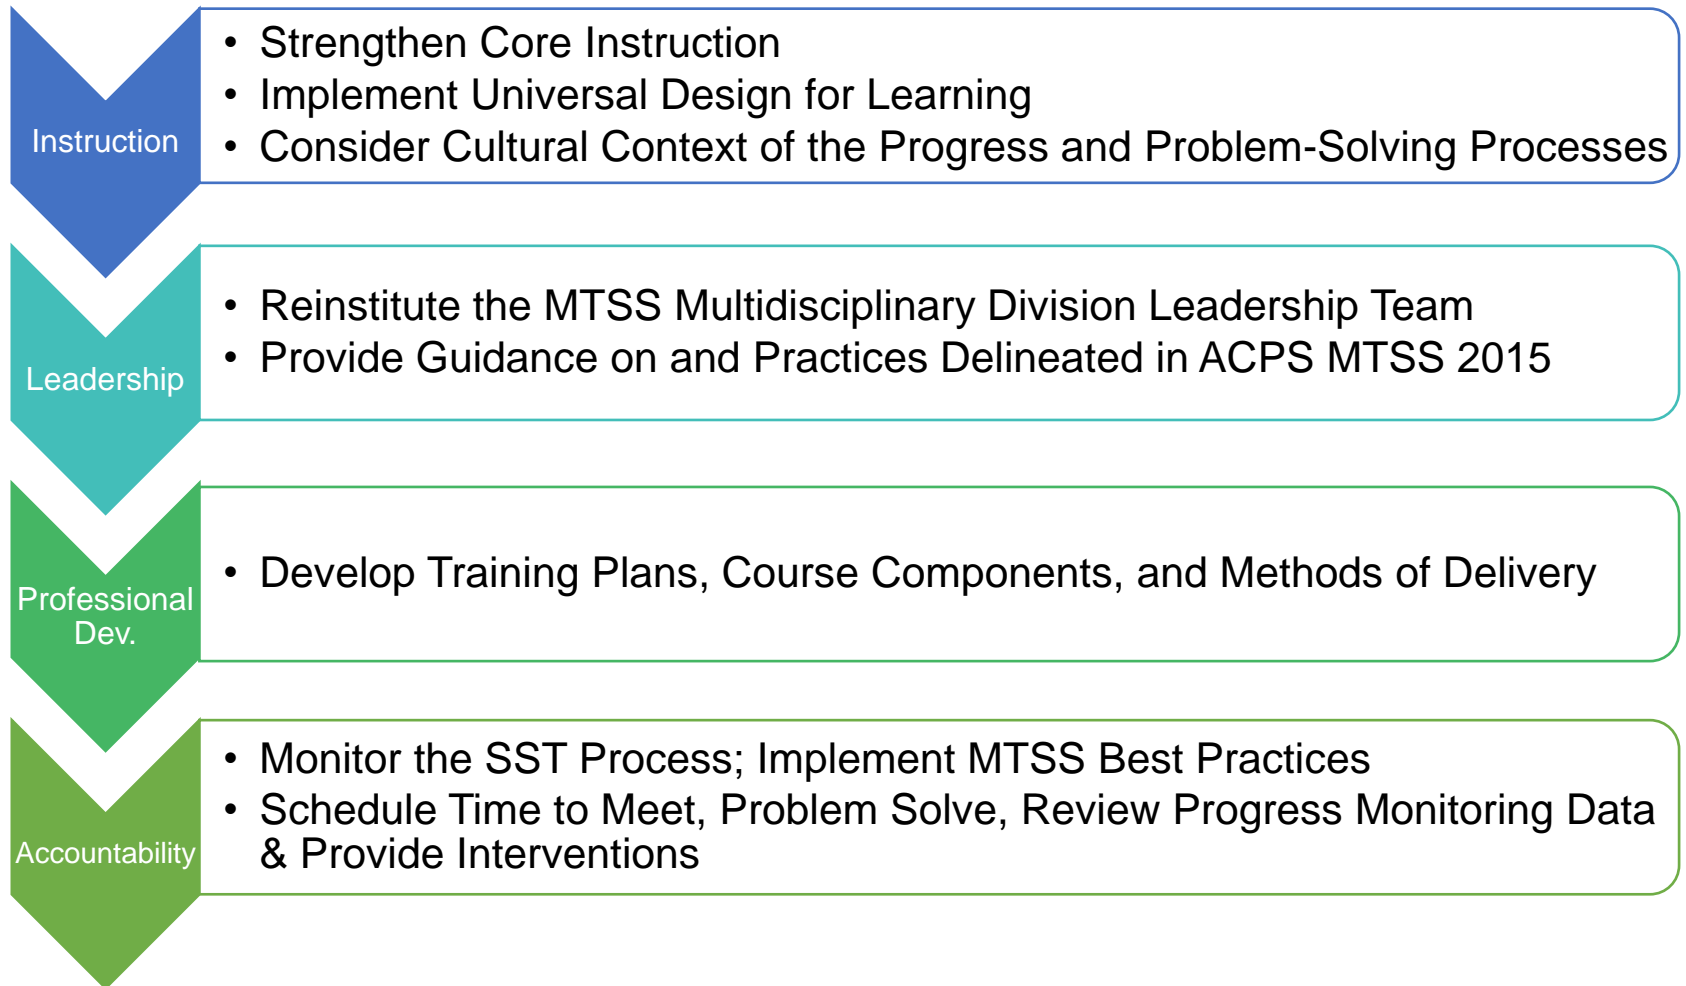 Instruction
• Strengthen Core Instruction
• Implement Universal Design for Learning
• Consider Cultural Context of the Progress and Problem-Solving Processes
Leadership
• Reinstitute the MTSS Multidisciplinary Division Leadership Team
• Provide Guidance on and Practices Delineated in ACPS MTSS 2015
Professional
Dev.
• Develop Training Plans, Course Components, and Methods of Delivery
Accountability
• Monitor the SST Process; Implement MTSS Best Practices
• Schedule Time to Meet, Problem Solve, Review Progress Monitoring Data
& Provide Interventions